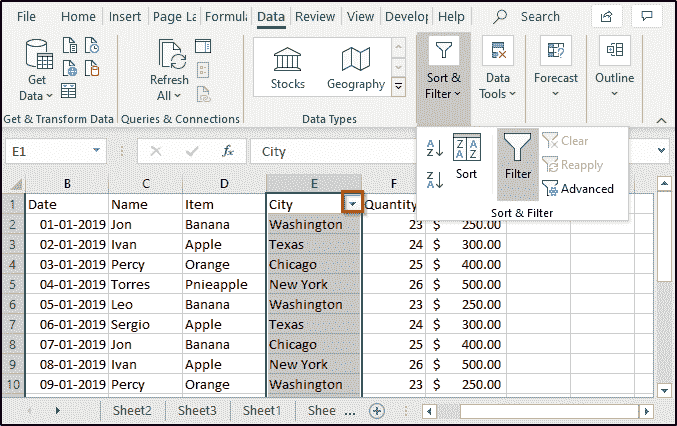 File Home Insert Page La Formula Data Review View Develop Help Search
Get Data Refresh All Stocks Geography Sort & Filter Data Tools Forecast Outline
Get & Transform Data Queries & Connections Data Types
A Z Z A Sort Filter Clear
Z A Reapply
Advanced
Sort & Filter
E1 fx City
B C D E F
1 Date Name Item City Quantity
2 01-01-2019 Jon Banana Washington 23 $ 250.00
3 02-01-2019 Ivan Apple Texas 24 $ 300.00
4 03-01-2019 Percy Orange Chicago 25 $ 400.00
5 04-01-2019 Torres Pnieapple New York 26 $ 500.00
6 05-01-2019 Leo Banana Washington 23 $ 250.00
7 06-01-2019 Sergio Apple Texas 24 $ 300.00
8 07-01-2019 Jon Banana Chicago 25 $ 400.00
9 08-01-2019 Ivan Apple New York 26 $ 500.00
10 09-01-2019 Percy Orange Washington 23 $ 250.00
Sheet2 Sheet3 Sheet1 Shee ...